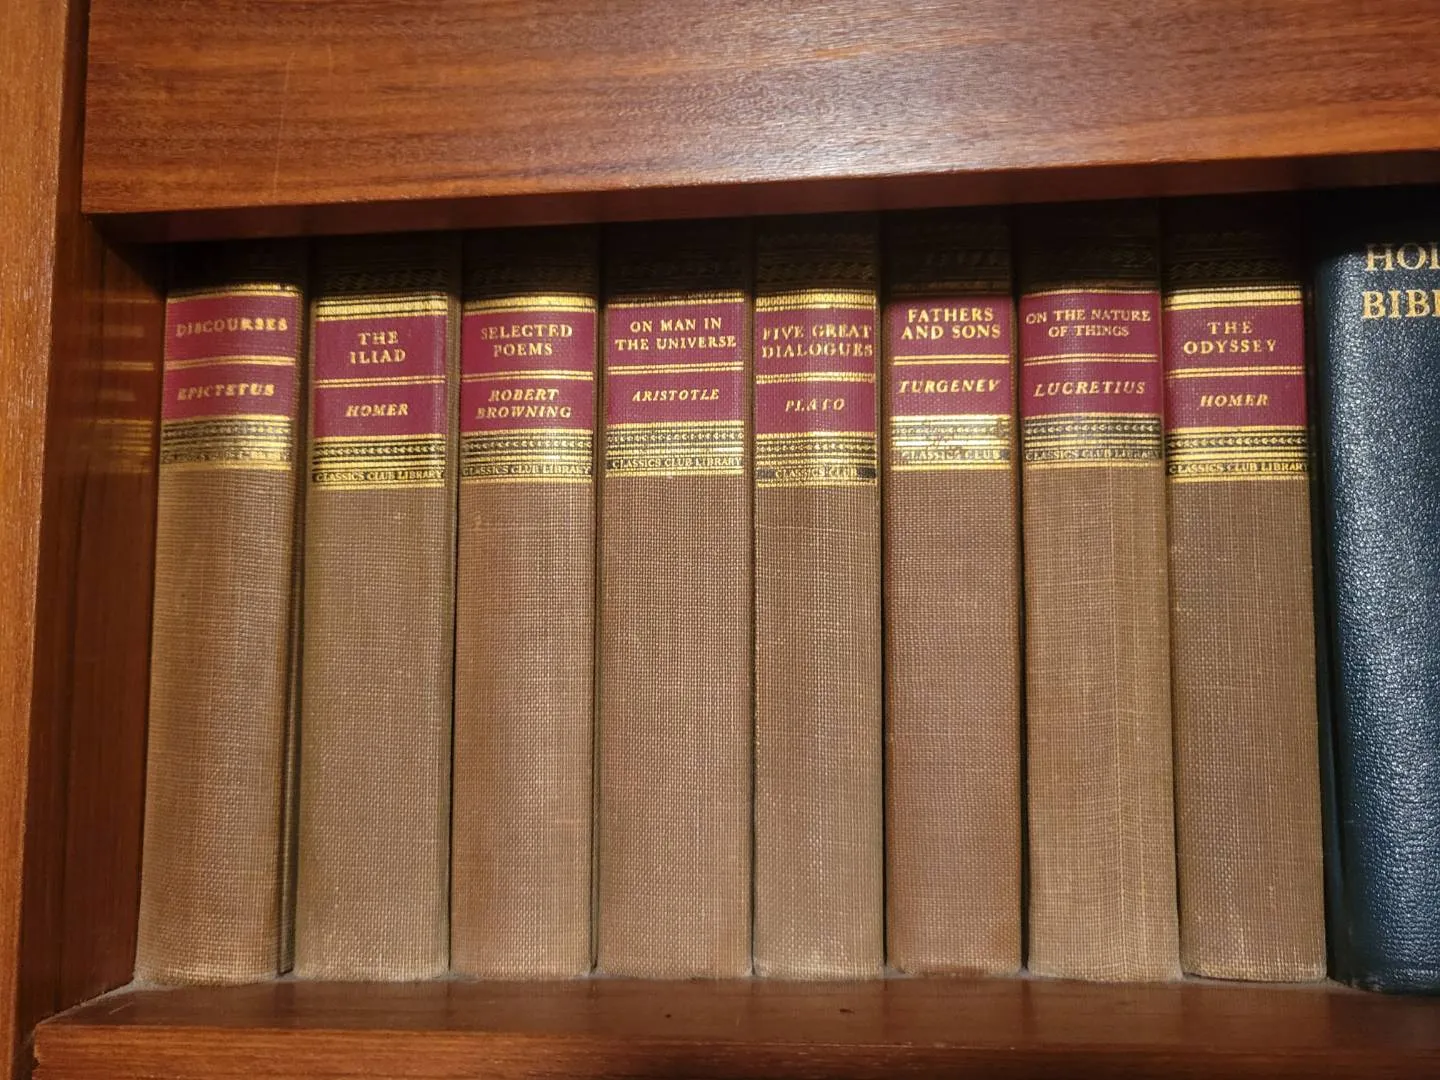 DISCOURSES
EPICTETUS
THE
ILIAD
HOMER
CLASSICS CLUB LIBRARY
SELECTED
POEMS
ROBERT
BROWNING
CLASSICS CLUB LIBRARY
ON MAN IN
THE UNIVERSE
ARISTOTLE
CLASSICS CLUB LIBRARY
FIVE GREAT
DIALOGUES
PLATO
CLASSICS CLUB
FATHERS
AND SONS
TURGENEV
CLASSICS CLUB
ON THE NATURE
OF THINGS
LUCRETIUS
CLASSICS CLUB LIBRARY
THE
ODYSSEY
HOMER
CLASSICS CLUB LIBRARY
HOL
BIB